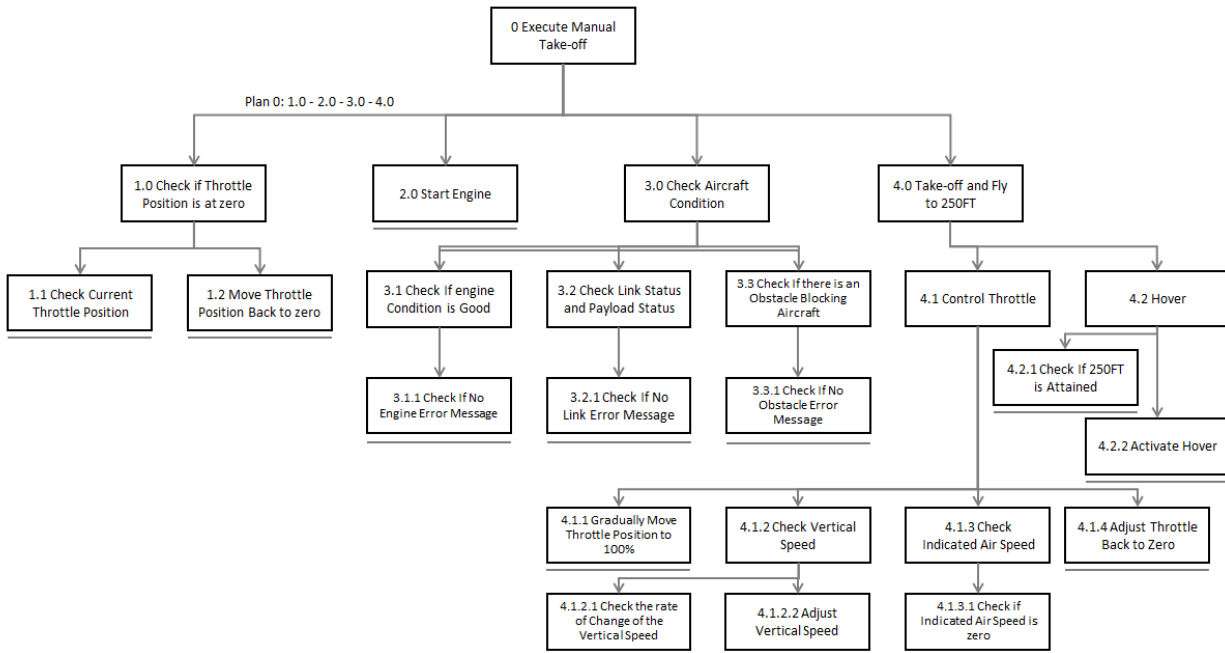 0 Execute Manual
Take-off
Plan 0: 1.0 - 2.0 - 3.0 - 4.0
1.0 Check if Throttle
Position is at zero
2.0 Start Engine
3.0 Check Aircraft
Condition
4.0 Take-off and Fly
to 250FT
1.1 Check Current
Throttle Position
1.2 Move Throttle
Position Back to zero
3.1 Check If engine
Condition is Good
3.2 Check Link Status
and Payload Status
3.3 Check If there is an
Obstacle Blocking
Aircraft
4.1 Control Throttle
4.2 Hover
3.1.1 Check If No
Engine Error Message
3.2.1 Check If No
Link Error Message
3.3.1 Check If No
Obstacle Error
Message
4.2.1 Check If 250FT
is Attained
4.2.2 Activate Hover
4.1.1 Gradually Move
Throttle Position to
100%
4.1.2 Check Vertical
Speed
4.1.3 Check
Indicated Air Speed
4.1.4 Adjust Throttle
Back to Zero
4.1.2.1 Check the rate
of Change of the
Vertical Speed
4.1.2.2 Adjust
Vertical Speed
4.1.3.1 Check if
Indicated Air Speed is
zero